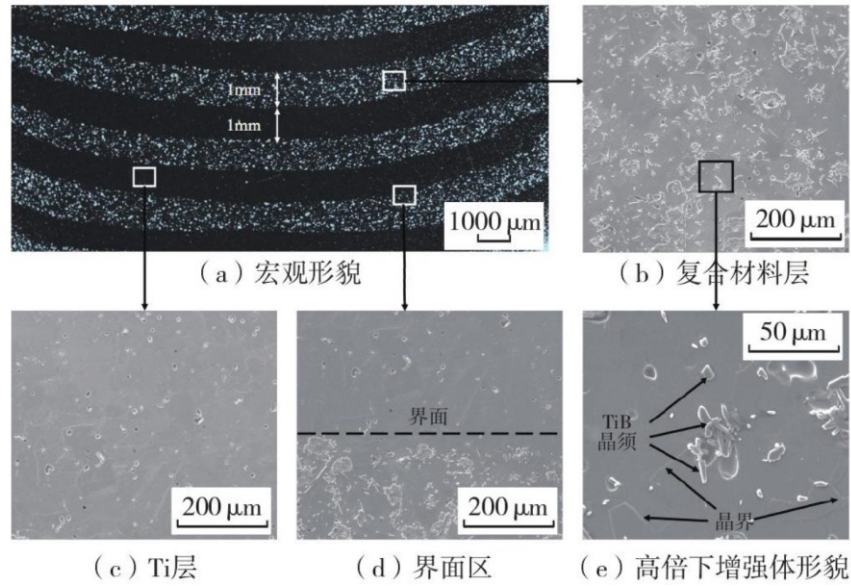 1mm
1mm
1000 μm
(a)宏观形貌
200 μm
(b)复合材料层
200 μm
(c)Ti层
界面
200 μm
(d)界面区
50 μm
TiB
晶须
晶界
(e)高倍下增强体形貌